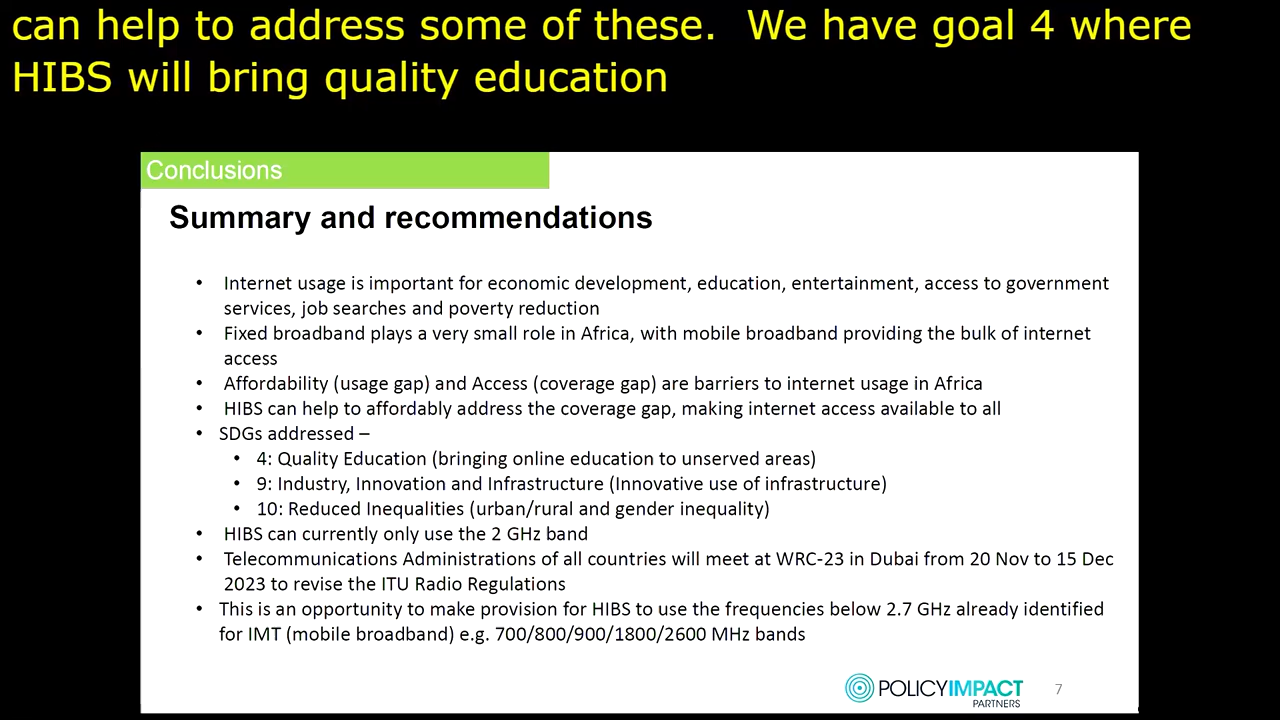 can help to address some of these.  We have goal 4 where
HIBS will bring quality education
Conclusions
Summary and recommendations
• Internet usage is important for economic development, education, entertainment, access to government
services, job searches and poverty reduction
• Fixed broadband plays a very small role in Africa, with mobile broadband providing the bulk of internet
access
• Affordability (usage gap) and Access (coverage gap) are barriers to internet usage in Africa
• HIBS can help to affordably address the coverage gap, making internet access available to all
• SDGs addressed –
• 4: Quality Education (bringing online education to unserved areas)
• 9: Industry, Innovation and Infrastructure (Innovative use of infrastructure)
• 10: Reduced Inequalities (urban/rural and gender inequality)
• HIBS can currently only use the 2 GHz band
• Telecommunications Administrations of all countries will meet at WRC-23 in Dubai from 20 Nov to 15 Dec
2023 to revise the ITU Radio Regulations
• This is an opportunity to make provision for HIBS to use the frequencies below 2.7 GHz already identified
for IMT (mobile broadband) e.g. 700/800/900/1800/2600 MHz bands
POLICYIMPACT
PARTNERS
7